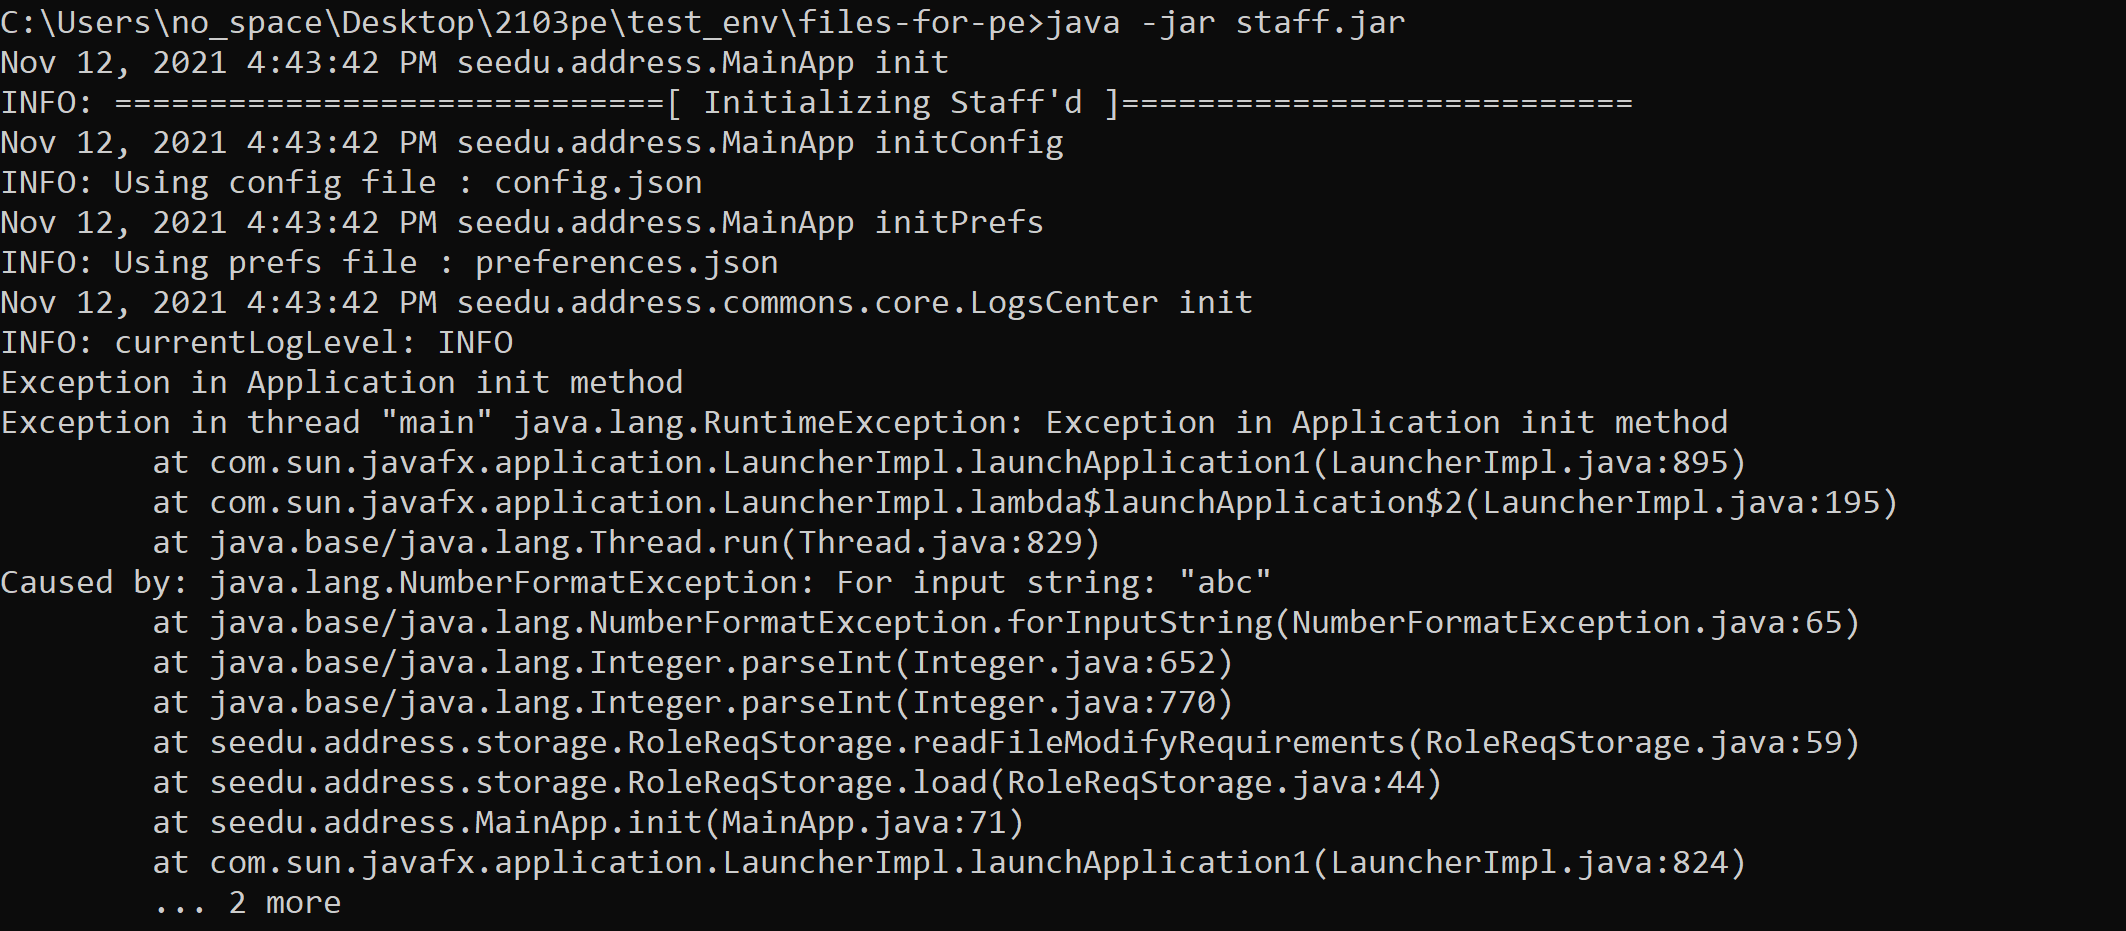 C:\Users\no_space\Desktop\2103pe\test_env\files-for-pe>java -jar staff.jar
Nov 12, 2021 4:43:42 PM seedu.address.MainApp init
INFO: =============================[ Initializing Staff'd ]===========================
Nov 12, 2021 4:43:42 PM seedu.address.MainApp initConfig
INFO: Using config file : config.json
Nov 12, 2021 4:43:42 PM seedu.address.MainApp initPrefs
INFO: Using prefs file : preferences.json
Nov 12, 2021 4:43:42 PM seedu.address.commons.core.LogsCenter init
INFO: currentLogLevel: INFO
Exception in Application init method
Exception in thread "main" java.lang.RuntimeException: Exception in Application init method
        at com.sun.javafx.application.LauncherImpl.launchApplication1(LauncherImpl.java:895)
        at com.sun.javafx.application.LauncherImpl.lambda$launchApplication$2(LauncherImpl.java:195)
        at java.base/java.lang.Thread.run(Thread.java:829)
Caused by: java.lang.NumberFormatException: For input string: "abc"
        at java.base/java.lang.NumberFormatException.forInputString(NumberFormatException.java:65)
        at java.base/java.lang.Integer.parseInt(Integer.java:652)
        at java.base/java.lang.Integer.parseInt(Integer.java:770)
        at seedu.address.storage.RoleReqStorage.readFileModifyRequirements(RoleReqStorage.java:59)
        at seedu.address.storage.RoleReqStorage.load(RoleReqStorage.java:44)
        at seedu.address.MainApp.init(MainApp.java:71)
        at com.sun.javafx.application.LauncherImpl.launchApplication1(LauncherImpl.java:824)
        ... 2 more